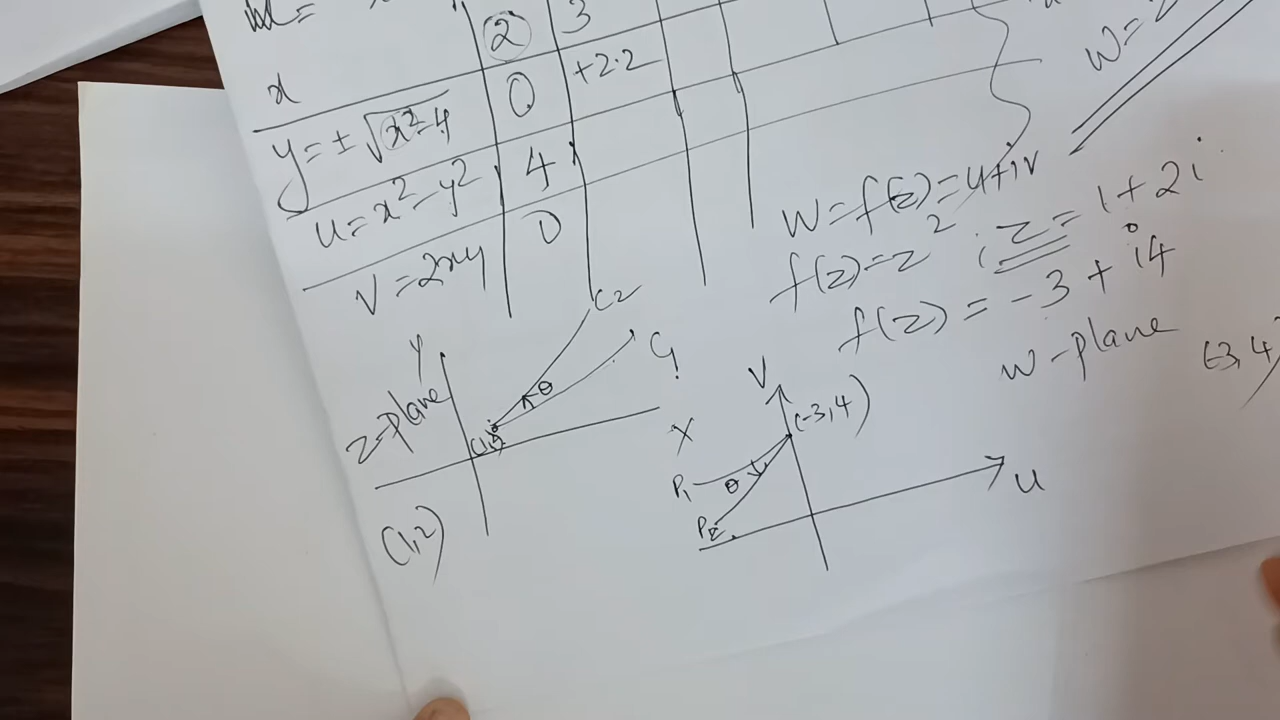 x
2 3
y = ± √x²-4 0 +2.2
u = x² - y² 4
V = 2xy 0
W =
W = f(z) = u+iv
f(z) = z² ; z = 1 + 2i
f(z) = -3 + i4
w-plane (-3,4)
z-plane
Y
C2
θ
C1
(1,2)
X
(1,2)
V
(-3,4)
P1
θ
P2
u